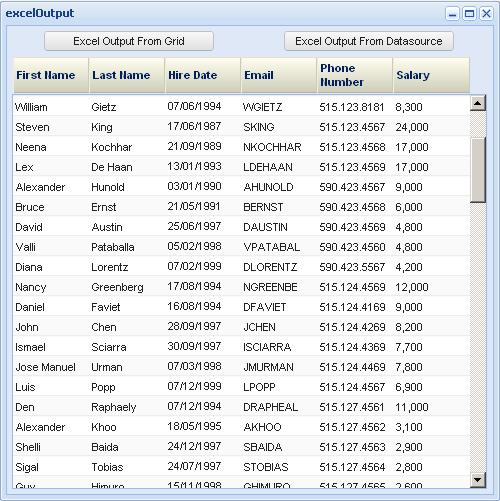 excelOutput
Excel Output From Grid Excel Output From Datasource
First Name Last Name Hire Date Email Phone Number Salary
William Gietz 07/06/1994 WGIETZ 515.123.8181 8,300
Steven King 17/06/1987 SKING 515.123.4567 24,000
Neena Kochhar 21/09/1989 NKOCHHAR 515.123.4568 17,000
Lex De Haan 13/01/1993 LDEHAAN 515.123.4569 17,000
Alexander Hunold 03/01/1990 AHUNOLD 590.423.4567 9,000
Bruce Ernst 21/05/1991 BERNST 590.423.4568 6,000
David Austin 25/06/1997 DAUSTIN 590.423.4569 4,800
Valli Pataballa 05/02/1998 VPATABAL 590.423.4560 4,800
Diana Lorentz 07/02/1999 DLORENTZ 590.423.5567 4,200
Nancy Greenberg 17/08/1994 NGREENBE 515.124.4569 12,000
Daniel Faviet 16/08/1994 DFAVIET 515.124.4169 9,000
John Chen 28/09/1997 JCHEN 515.124.4269 8,200
Ismael Sciarra 30/09/1997 ISCIARRA 515.124.4369 7,700
Jose Manuel Urman 07/03/1998 JMURMAN 515.124.4469 7,800
Luis Popp 07/12/1999 LPOPP 515.124.4567 6,900
Den Raphaely 07/12/1994 DRAPHEAL 515.127.4561 11,000
Alexander Khoo 18/05/1995 AKHOO 515.127.4562 3,100
Shelli Baida 24/12/1997 SBAIDA 515.127.4563 2,900
Sigal Tobias 24/07/1997 STOBIAS 515.127.4564 2,800
Guy Himuro 15/11/1998 GHIMURO 515.127.4565 2,600